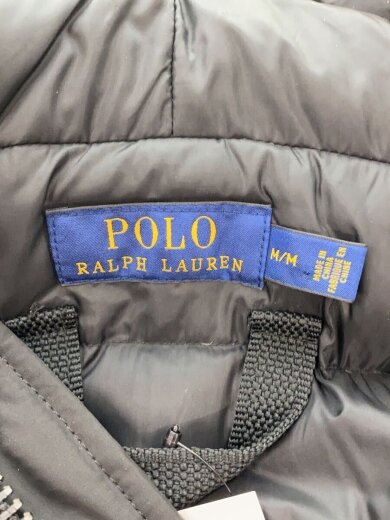 POLO
RALPH LAUREN
M/M
MADE IN
CHINA
FABRIQUÉ EN
CHINE